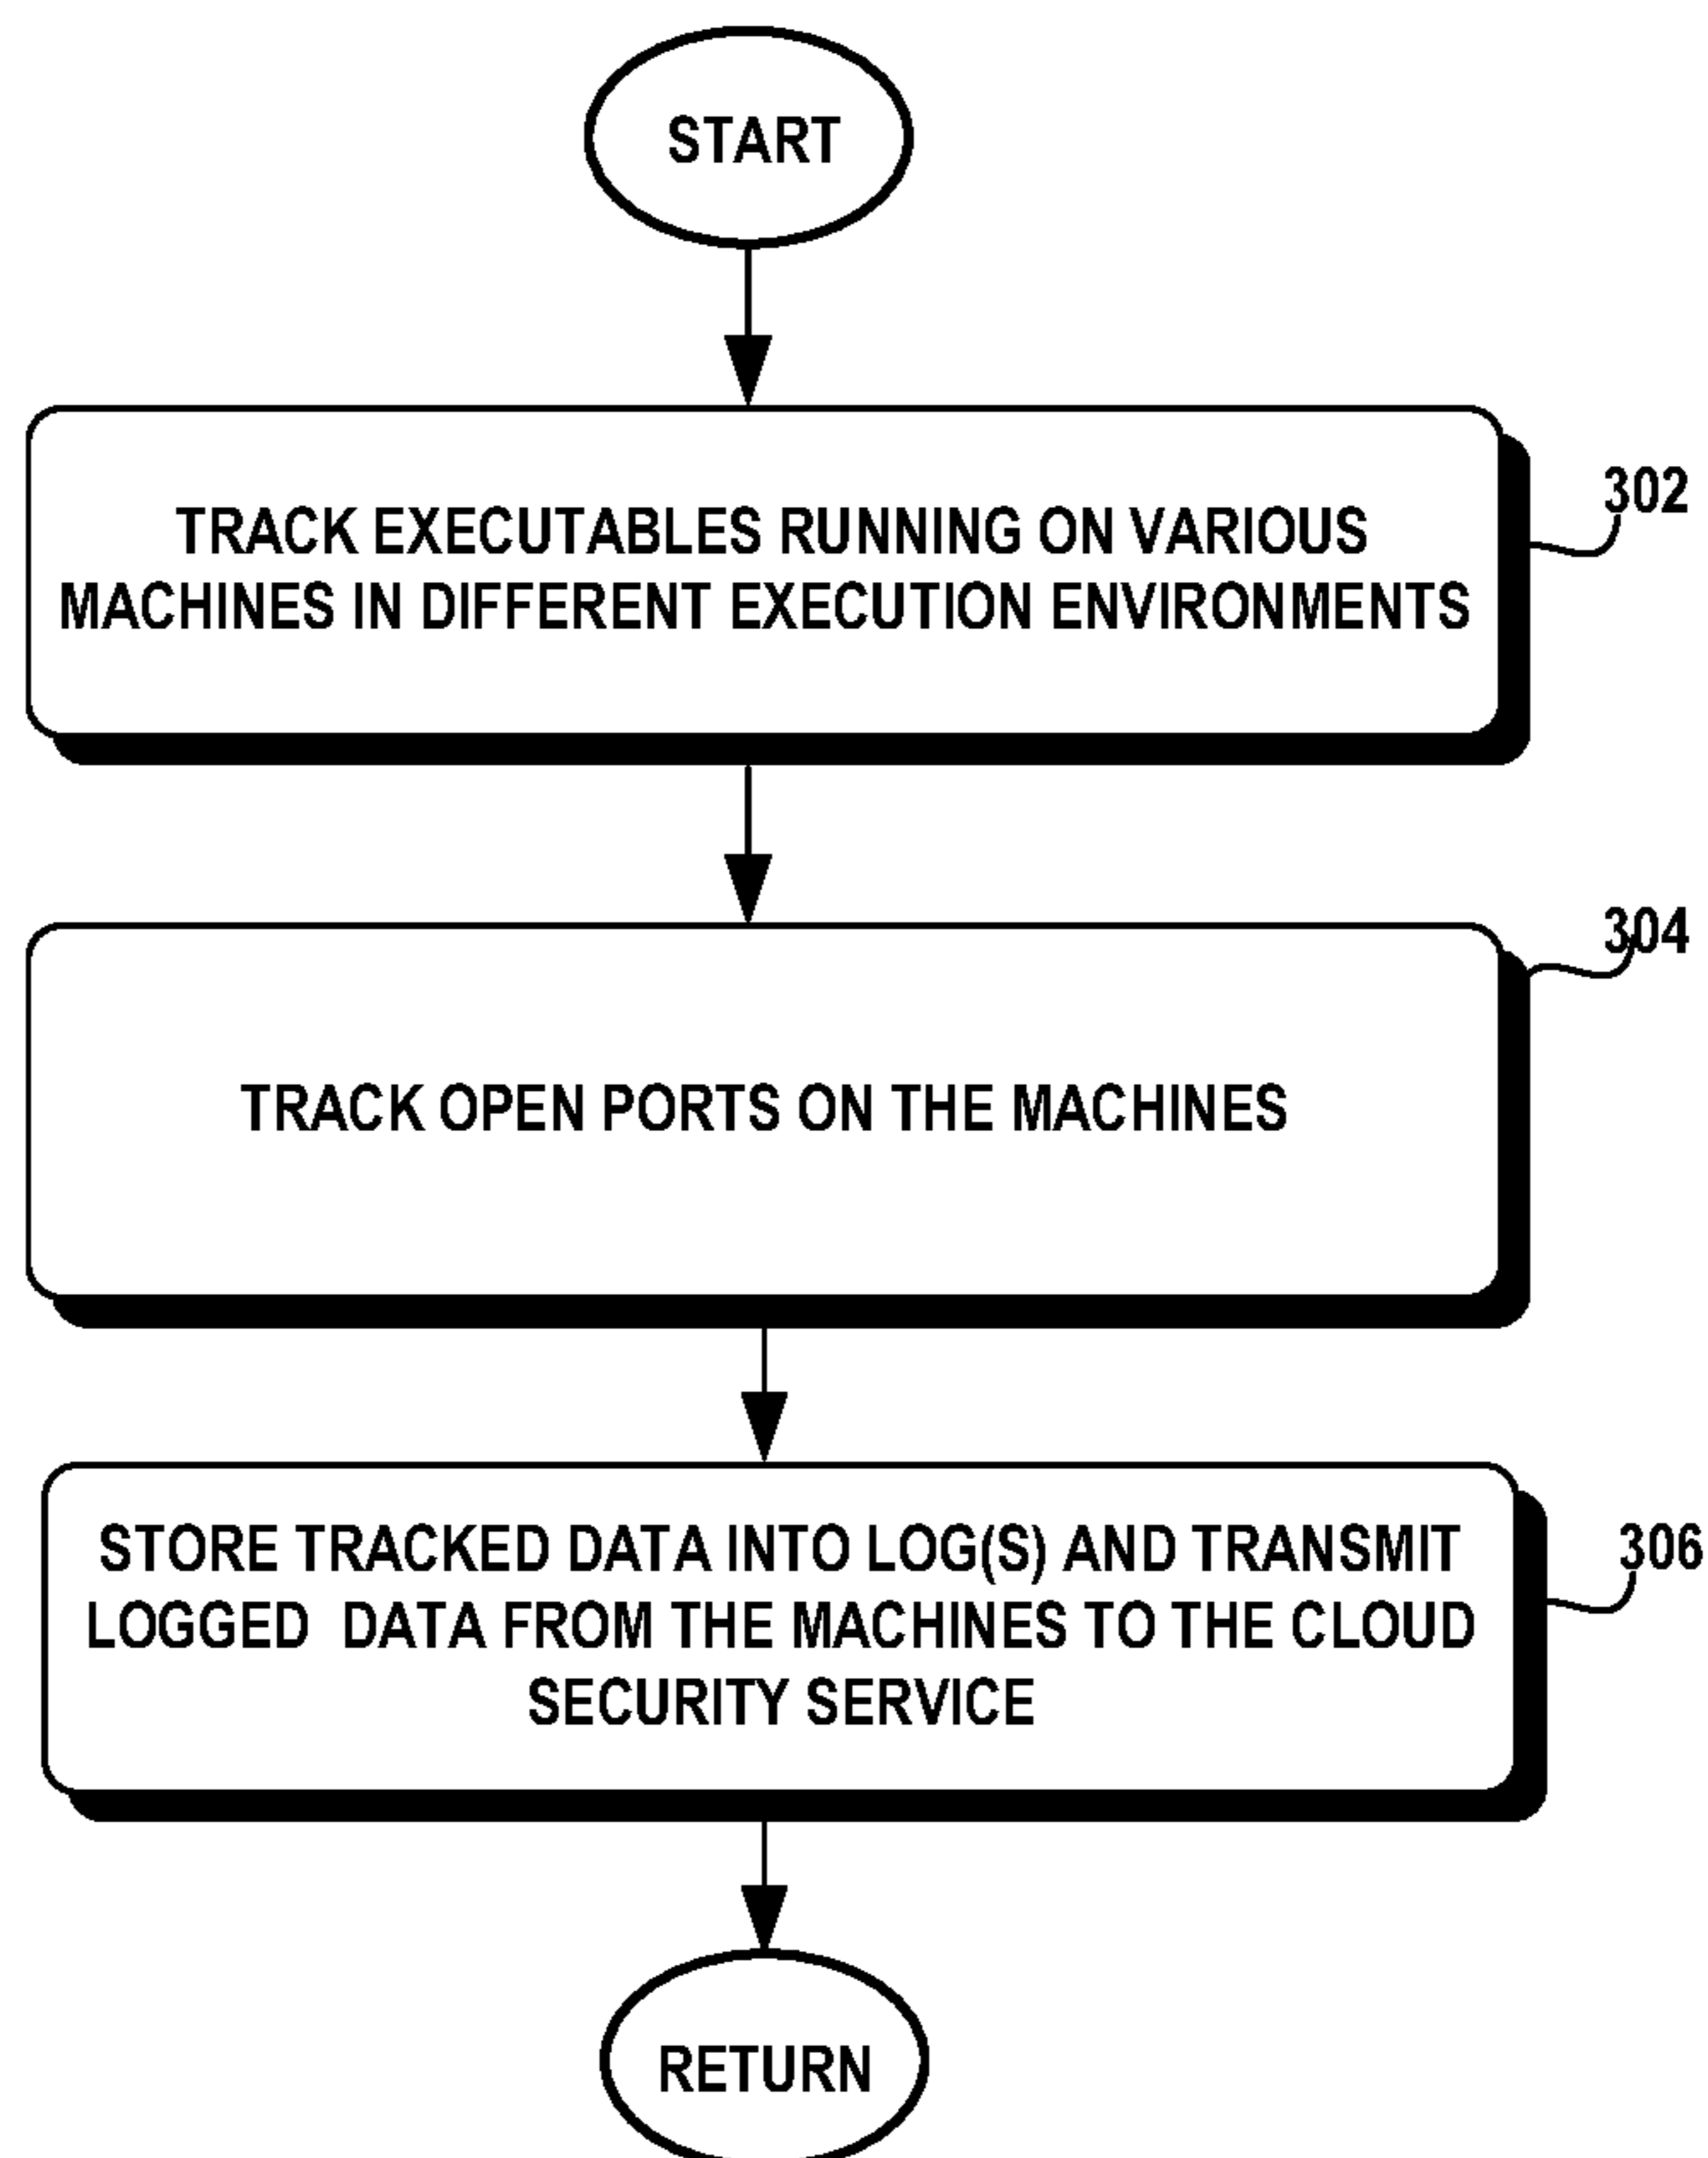 START
TRACK EXECUTABLES RUNNING ON VARIOUS
MACHINES IN DIFFERENT EXECUTION ENVIRONMENTS
302
TRACK OPEN PORTS ON THE MACHINES
304
STORE TRACKED DATA INTO LOG(S) AND TRANSMIT
LOGGED  DATA FROM THE MACHINES TO THE CLOUD
SECURITY SERVICE
306
RETURN